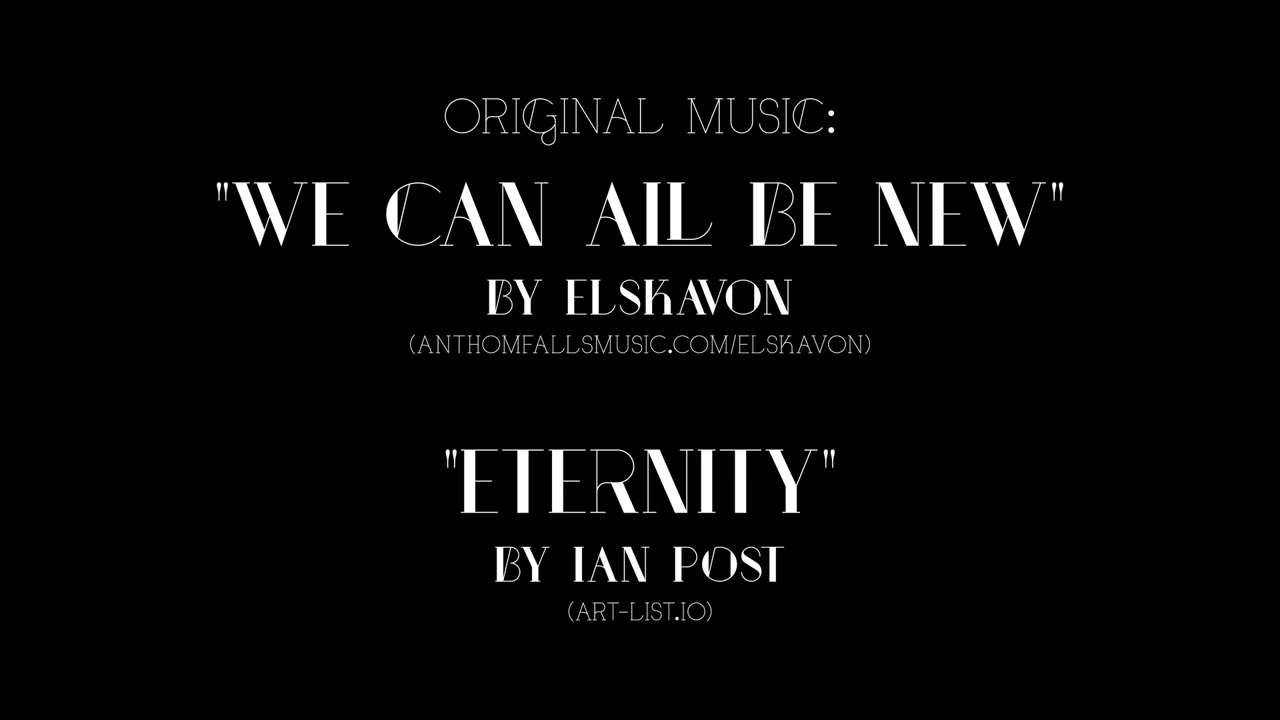 ORIGINAL MUSIC:
"WE CAN ALL BE NEW"
BY ELSKAVON
(ANTHOMFALLSMUSIC.COM/ELSKAVON)
"ETERNITY"
BY IAN POST
(ART-LIST.IO)